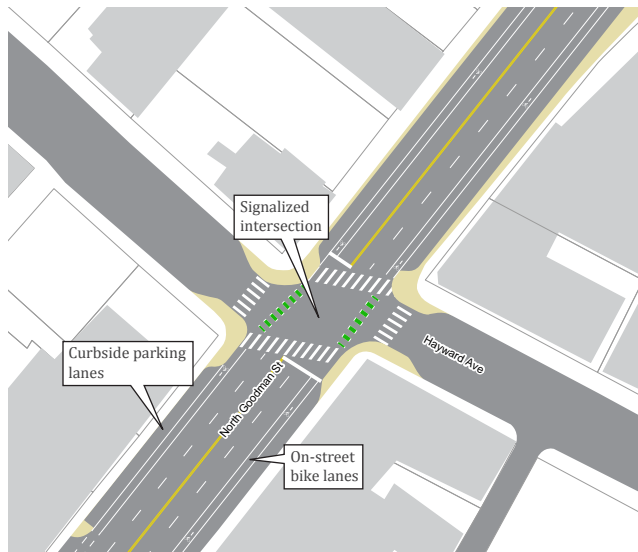 Signalized
intersection
Curbside parking
lanes
Hayward Ave
North Goodman St
On-street
bike lanes